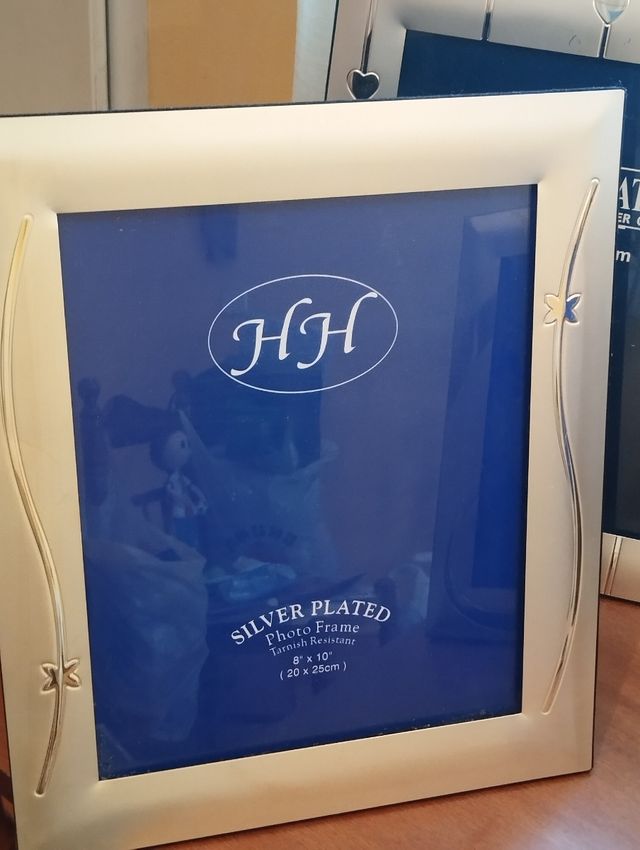 HH
SILVER PLATED
Photo Frame
Tarnish Resistant
8" x 10"
( 20 x 25cm )